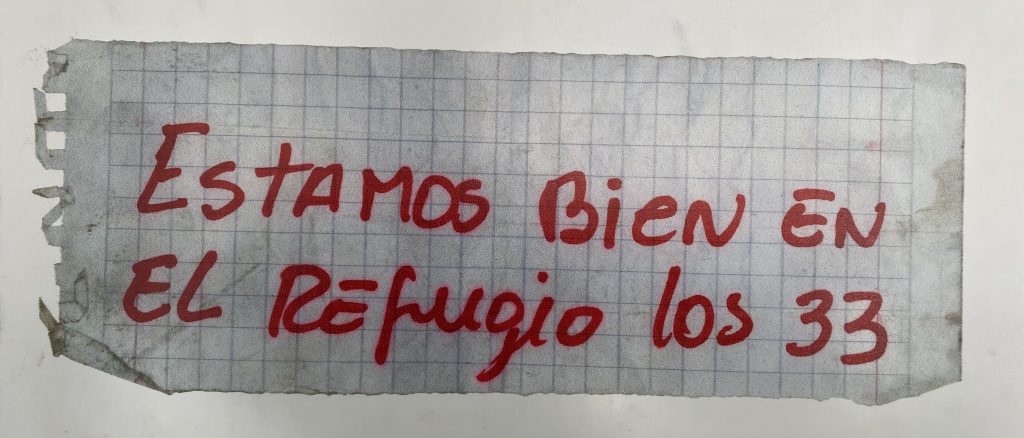 Estamos Bien En
El Refugio los 33